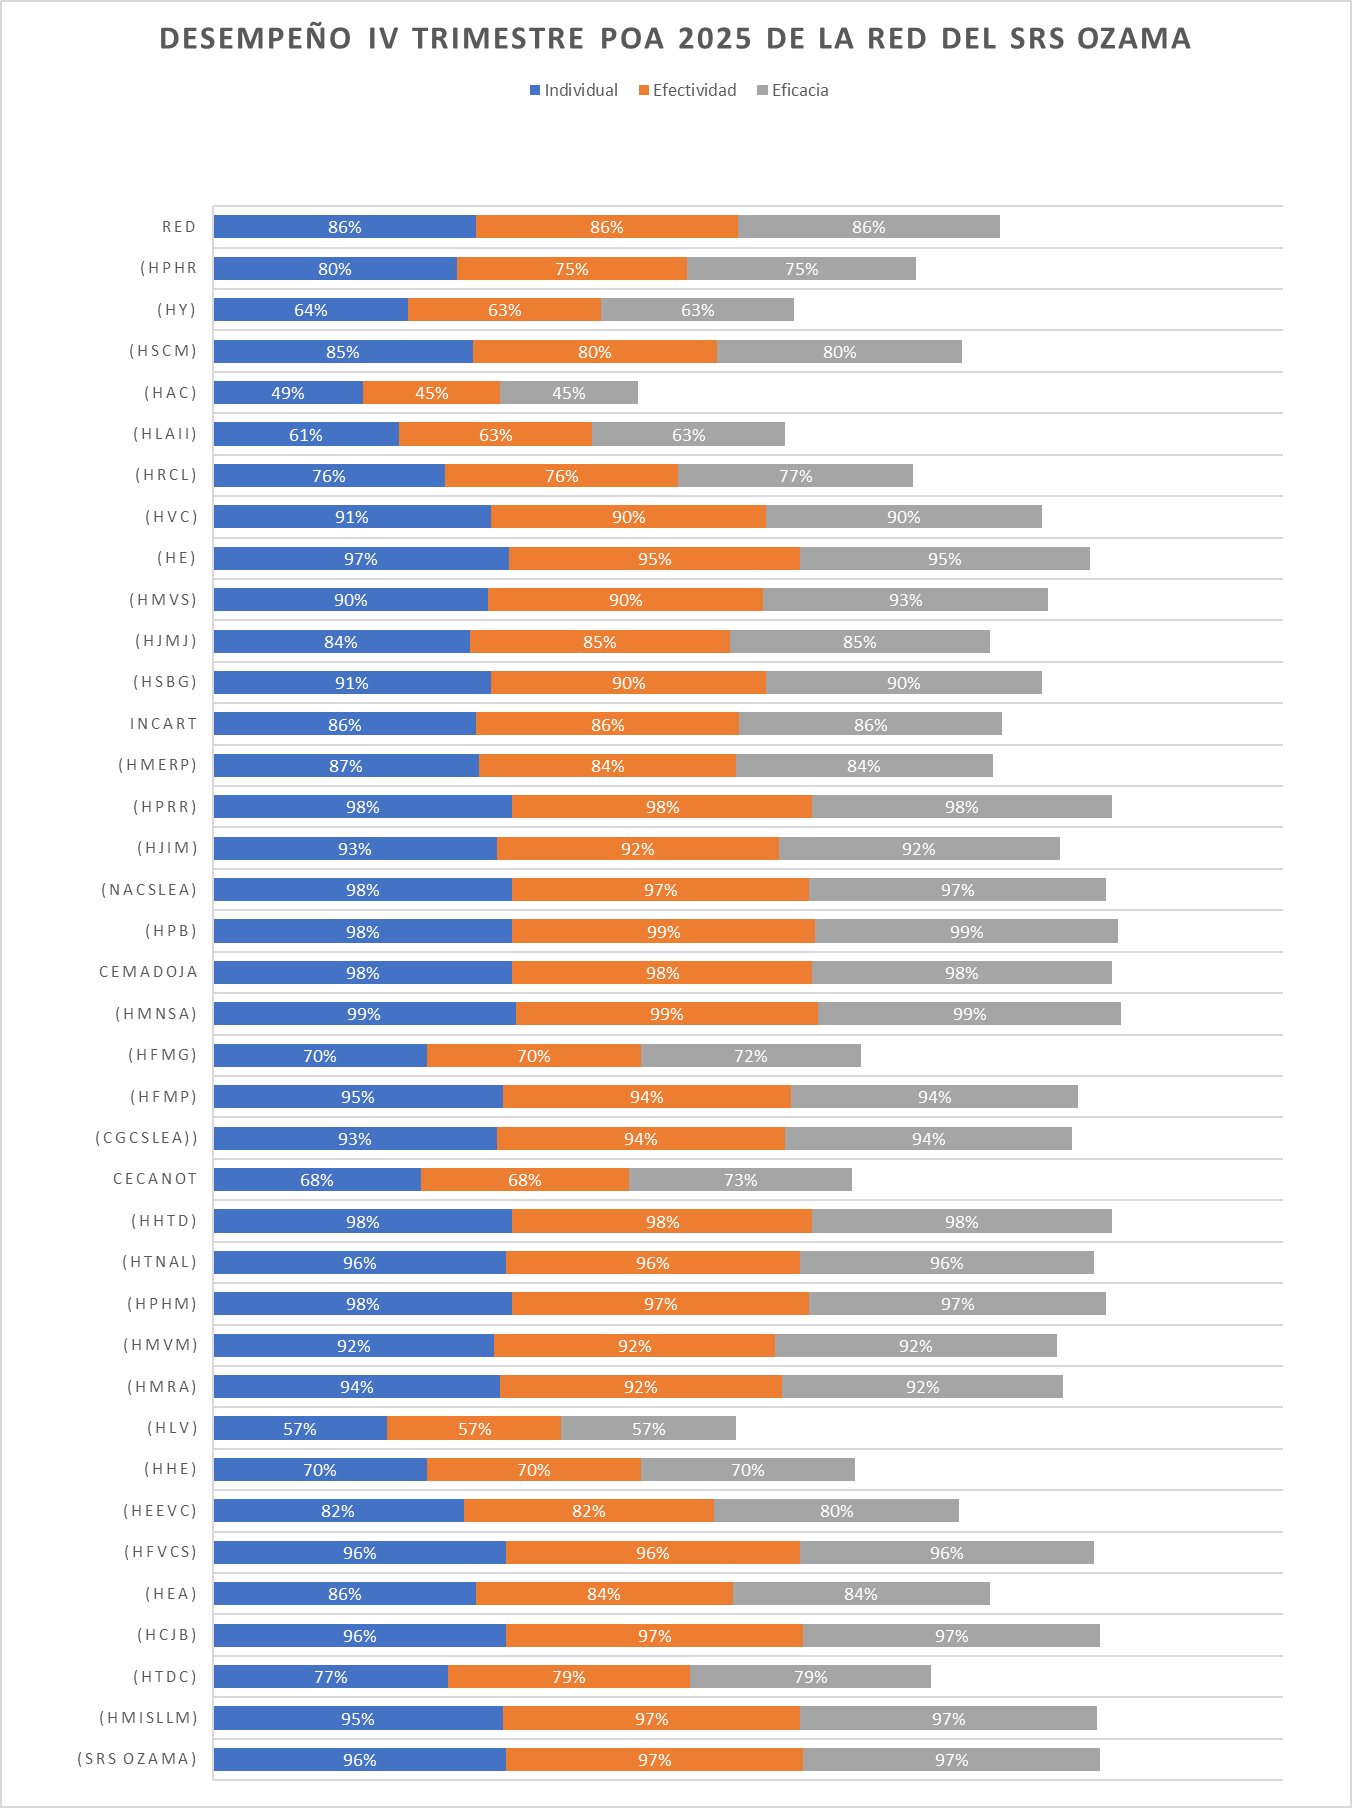 DESEMPEÑO IV TRIMESTRE POA 2025 DE LA RED DEL SRS OZAMA
Individual Efectividad Eficacia
RED 86% 86% 86%
(HPHR 80% 75% 75%
(HY) 64% 63% 63%
(HSCM) 85% 80% 80%
(HAC) 49% 45% 45%
(HLAII) 61% 63% 63%
(HRCL) 76% 76% 77%
(HVC) 91% 90% 90%
(HE) 97% 95% 95%
(HMVS) 90% 90% 93%
(HJMJ) 84% 85% 85%
(HSBG) 91% 90% 90%
INCART 86% 86% 86%
(HMERP) 87% 84% 84%
(HPRR) 98% 98% 98%
(HJIM) 93% 92% 92%
(NACSLEA) 98% 97% 97%
(HPB) 98% 99% 99%
CEMADOJA 98% 98% 98%
(HMNSA) 99% 99% 99%
(HFMG) 70% 70% 72%
(HFMP) 95% 94% 94%
(CGCSLEA)) 93% 94% 94%
CECANOT 68% 68% 73%
(HHTD) 98% 98% 98%
(HTNAL) 96% 96% 96%
(HPHM) 98% 97% 97%
(HMVM) 92% 92% 92%
(HMRA) 94% 92% 92%
(HLV) 57% 57% 57%
(HHE) 70% 70% 70%
(HEEVC) 82% 82% 80%
(HFVCS) 96% 96% 96%
(HEA) 86% 84% 84%
(HCJB) 96% 97% 97%
(HTDC) 77% 79% 79%
(HMISLLM) 95% 97% 97%
(SRS OZAMA) 96% 97% 97%